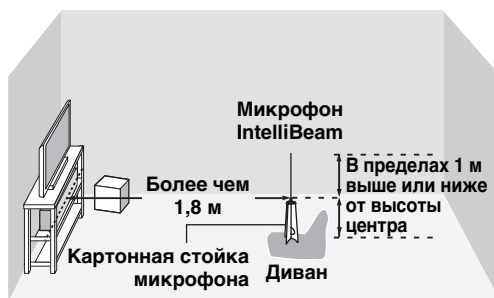 Микрофон
IntelliBeam
В пределах 1 м
выше или ниже
от высоты
центра
Более чем
1,8 м
Картонная стойка
микрофона
Диван